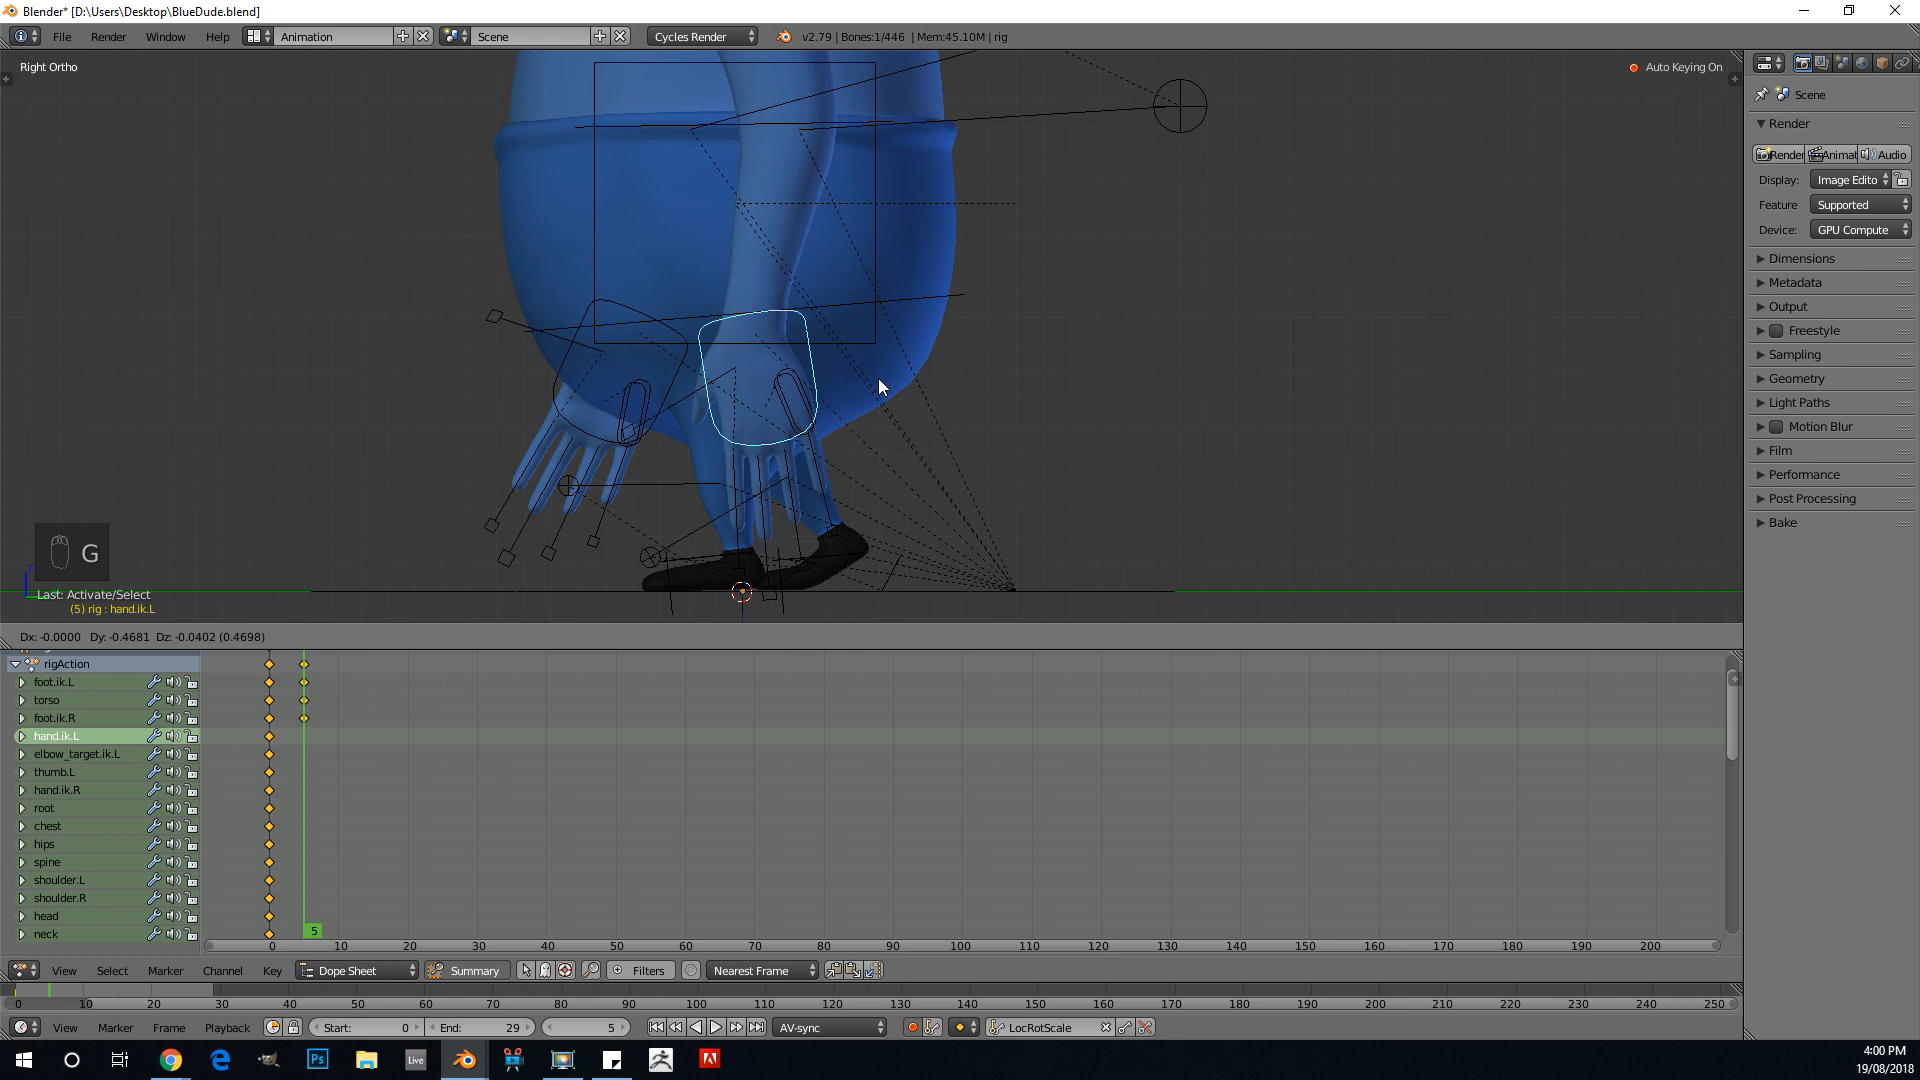 Blender* [D:\Users\Desktop\BlueDude.blend]
File Render Window Help Animation Scene Cycles Render v2.79 | Bones:1/446 | Mem:45.10M | rig
Right Ortho
Auto Keying On
Scene
Render
Render Animat Audio
Display: Image Edito
Feature Supported
Device: GPU Compute
Dimensions
Metadata
Output
Freestyle
Sampling
Geometry
Light Paths
Motion Blur
Film
Performance
Post Processing
Bake
G
Last: Activate/Select
(5) rig : hand.ik.L
Dx: -0.0000 Dy: -0.4681 Dz: -0.0402 (0.4698)
rigAction
foot.ik.L
torso
foot.ik.R
hand.ik.L
elbow_target.ik.L
thumb.L
hand.ik.R
root
chest
hips
spine
shoulder.L
shoulder.R
head
neck
5
0 10 20 30 40 50 60 70 80 90 100 110 120 130 140 150 160 170 180 190 200
View Select Marker Channel Key Dope Sheet Summary Filters Nearest Frame
0 10 20 30 40 50 60 70 80 90 100 110 120 130 140 150 160 170 180 190 200 210 220 230 240 250
View Marker Frame Playback Start: 0 End: 29 5 AV-sync LocRotScale
Ps
Live
4:00 PM
19/08/2018